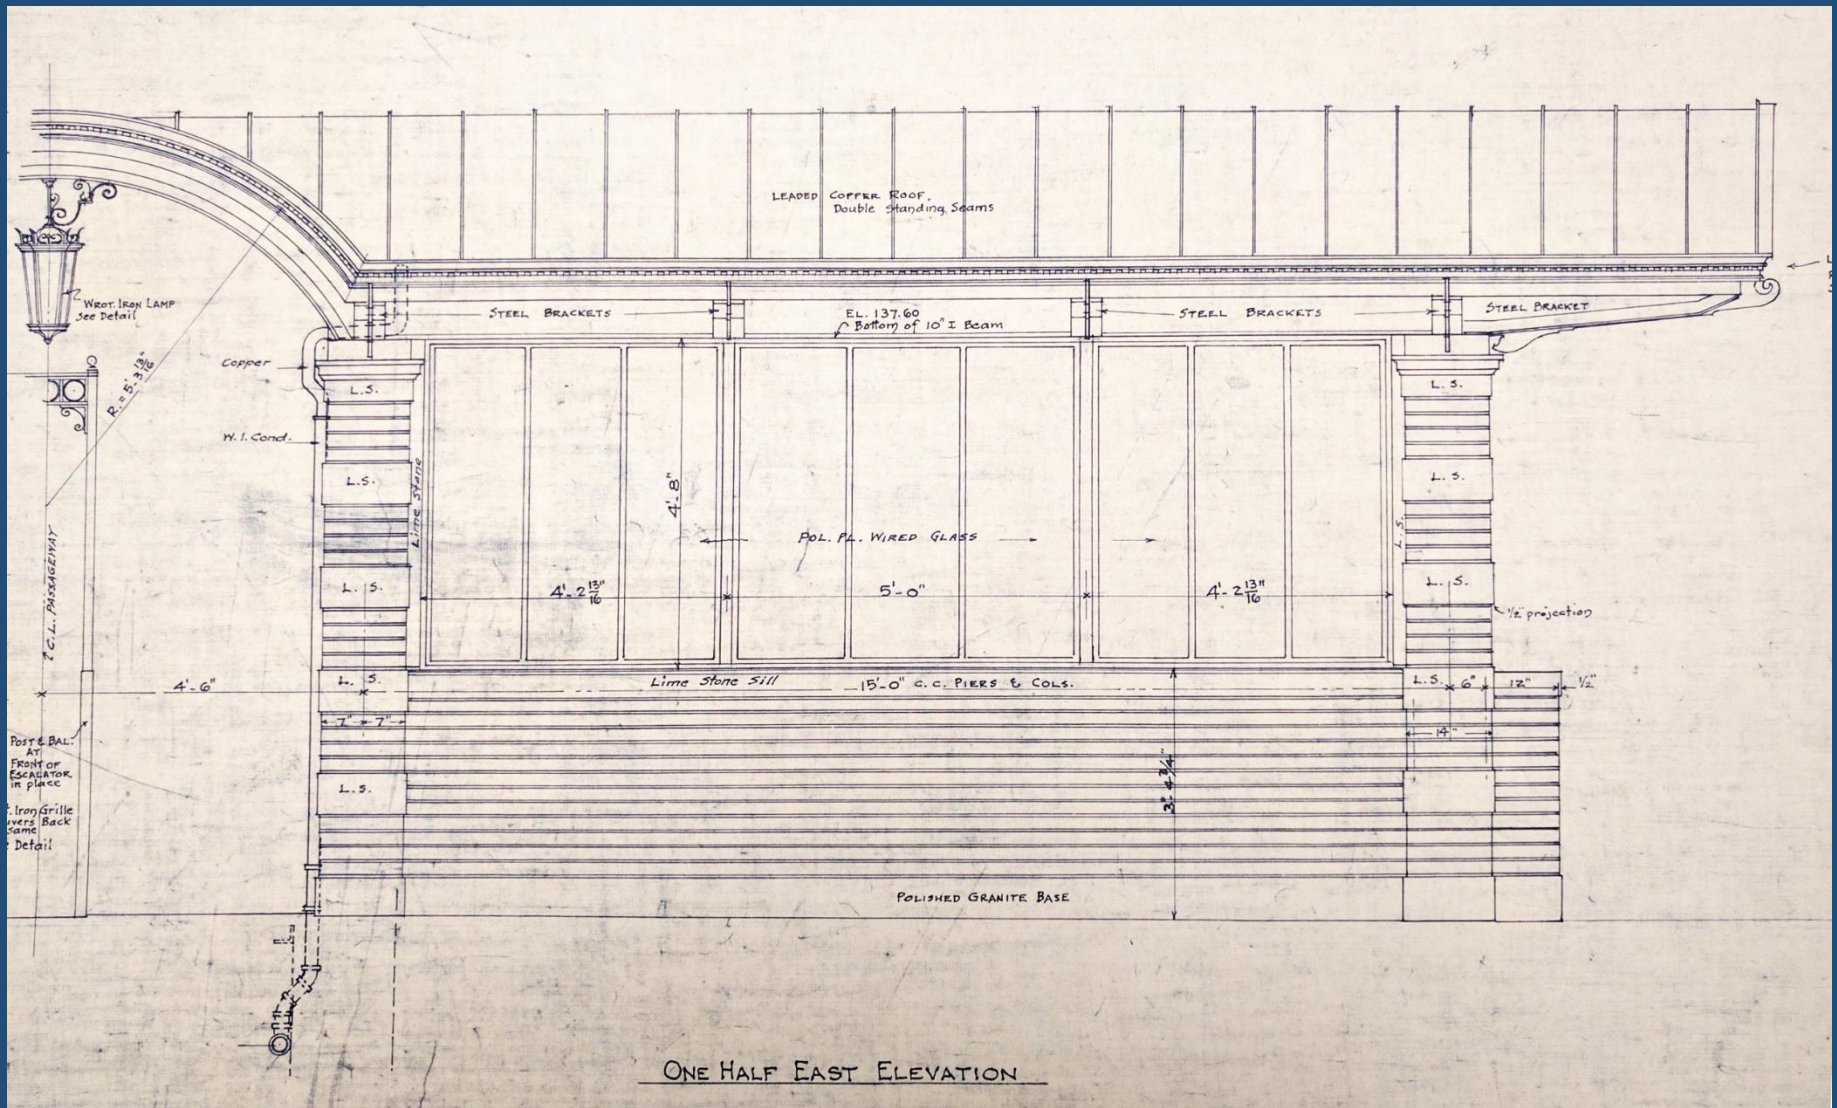 LEADED COPPER ROOF.
Double Standing Seams
WROT. IRON LAMP
See Detail
STEEL BRACKETS
EL. 137.60
Bottom of 10" I Beam
STEEL BRACKETS
STEEL BRACKET
Copper
R. = 5'-3 13/16"
L.S.
L. S.
W. I. Cond.
Lime Stone
L.S.
4'-8"
L. S.
L.S.
POL. PL. WIRED GLASS
C.L. PASSAGEWAY
L. S.
4'-2 13/16"
5'-0"
4'-2 13/16"
L. S.
1/2" projection
4'-6"
L. S.
Lime Stone Sill
15'-0" C.C. PIERS & COLS.
L.S.
6"
12"
1/2"
7"
7"
14"
POST & BAL.
AT
FRONT OF
ESCALATOR
in place
3'-4 3/4"
L.S.
t. Iron Grille
vers Back
same
Detail
POLISHED GRANITE BASE
ONE HALF EAST ELEVATION